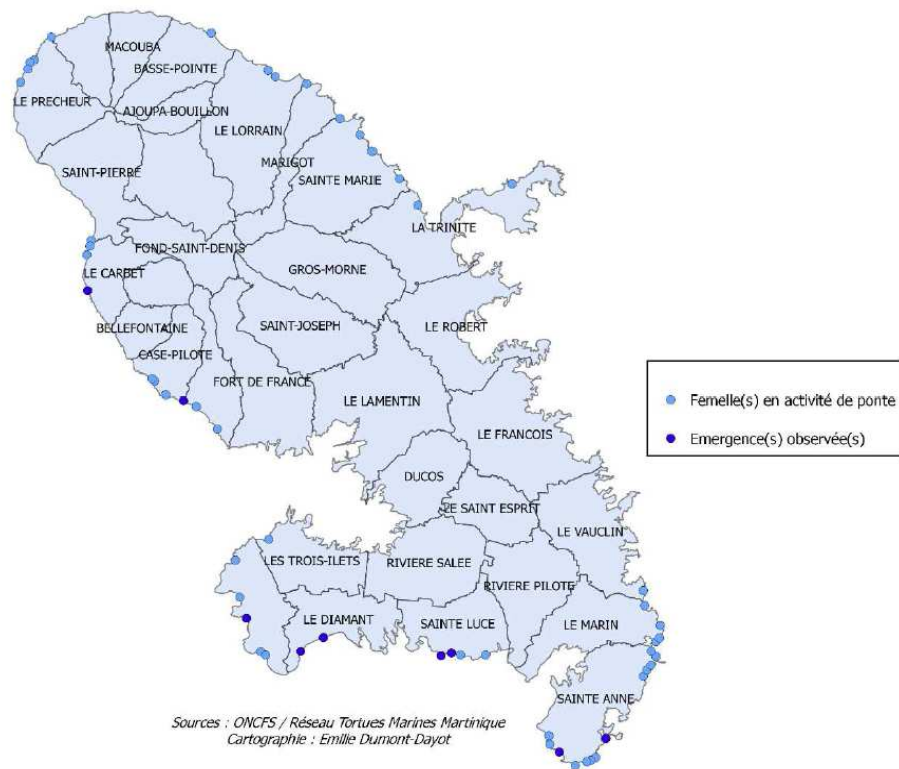 MACOUBA
BASSE-POINTE
LE PRECHEUR
AJOUPA-BOUILLON
LE LORRAIN
MARIGOT
SAINT-PIERRE
SAINTE MARIE
LA TRINITE
FOND-SAINT-DENIS
LE CARBET
GROS-MORNE
BELLEFONTAINE
SAINT-JOSEPH
LE ROBERT
CASE-PILOTE
FORT DE FRANCE
LE LAMENTIN
LE FRANCOIS
DUCOS
LE SAINT ESPRIT
LE VAUCLIN
LES TROIS-ILETS
RIVIERE SALEE
RIVIERE PILOTE
LE DIAMANT
SAINTE LUCE
LE MARIN
SAINTE ANNE
Femelle(s) en activité de ponte
Emergence(s) observée(s)
Sources : ONCFS / Réseau Tortues Marines Martinique
Cartographie : Emilie Dumont-Dayot